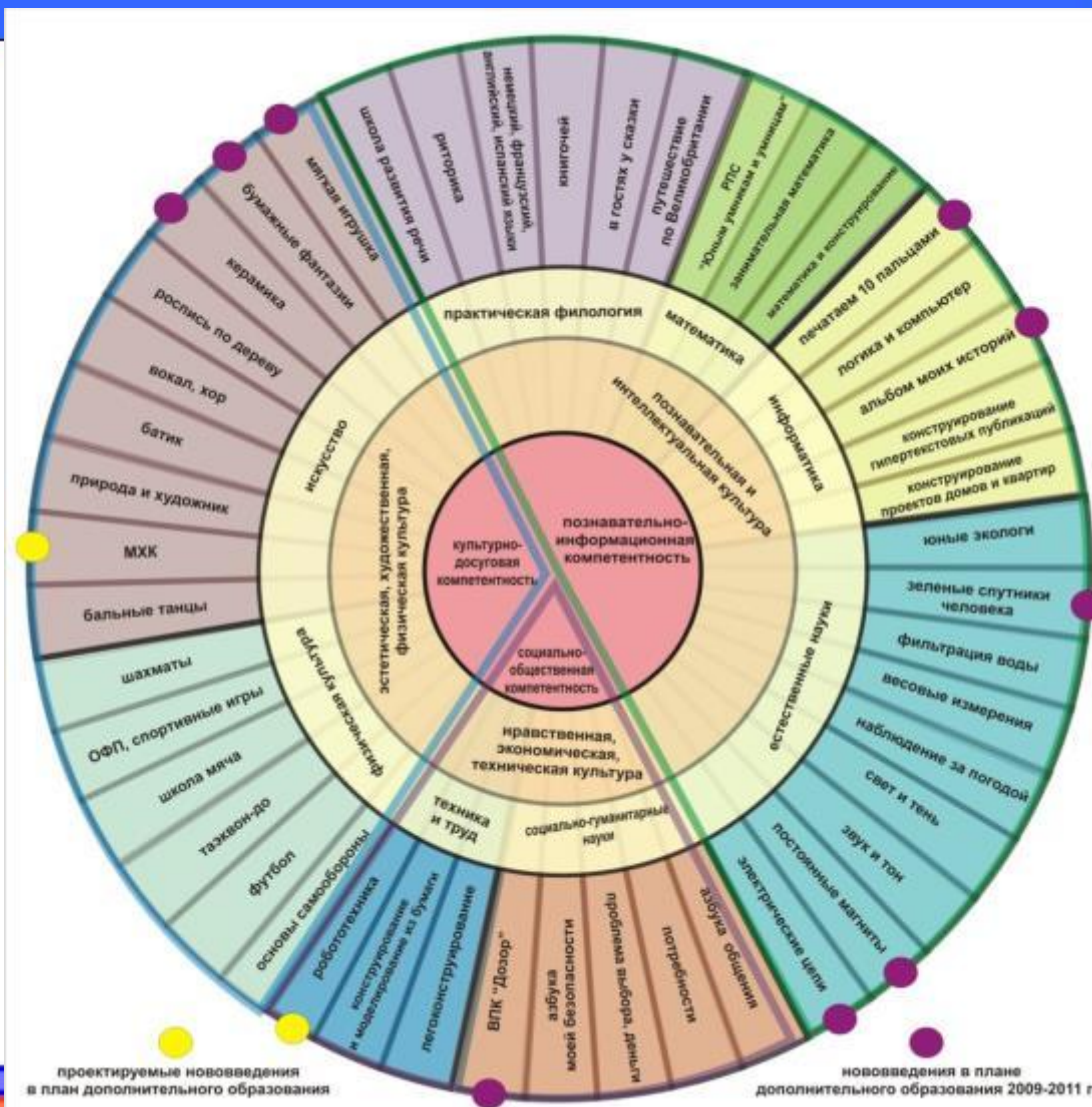 школа развития речи
риторика
немецкий, французский,
английский, испанский языки
книгочей
в гостях у сказки
путешествие
по Великобритании
РПС
"Юным умникам и умницам"
занимательная математика
математика и конструирование
печатаем 10 пальцами
логика и компьютер
альбом моих историй
конструирование
гипертекстовых публикаций
конструирование
проектов домов и квартир
юные экологи
зеленые спутники
человека
фильтрация воды
весовые измерения
наблюдение за погодой
свет и тень
звук и тон
постоянные магниты
электрические цепи
азбука общения
потребности
проблема выбора, деньги
азбука
моей безопасности
ВПК "Дозор"
легоконструирование
конструирование
и моделирование из бумаги
робототехника
основы самообороны
футбол
таэквон-до
школа мяча
ОФП, спортивные игры
шахматы
бальные танцы
МХК
природа и художник
батик
вокал, хор
роспись по дереву
керамика
бумажные фантазии
мягкая игрушка
практическая филология
математика
информатика
естественные науки
социально-гуманитарные
науки
техника
и труд
физическая культура
искусство
познавательная и
интеллектуальная культура
нравственная,
экономическая,
техническая культура
эстетическая, художественная,
физическая культура
познавательно-
информационная
компетентность
культурно-
досуговая
компетентность
социально-
общественная
компетентность
проектируемые нововведения
в план дополнительного образования
нововведения в плане
дополнительного образования 2009-2011 г